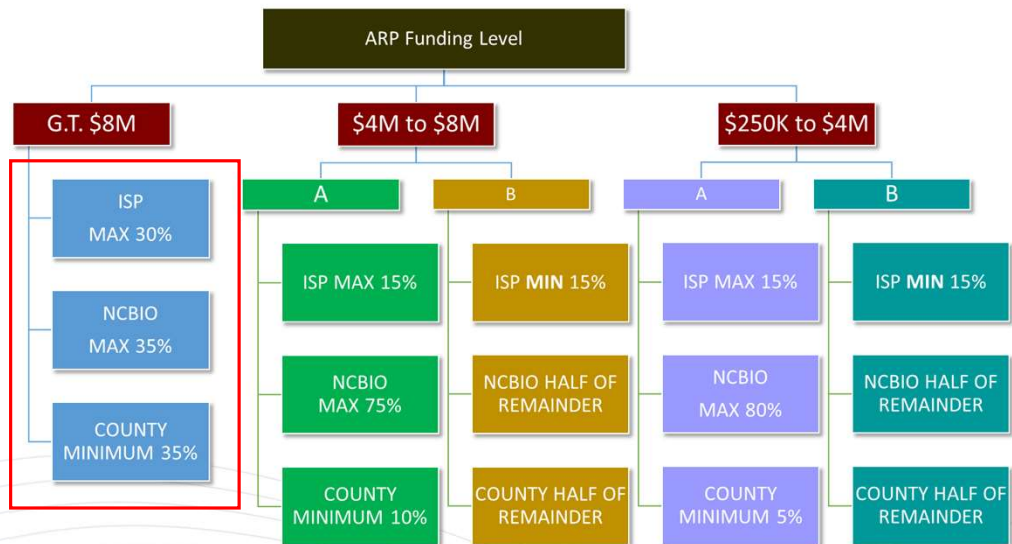 ARP Funding Level
G.T. $8M
$4M to $8M
$250K to $4M
ISP
MAX 30%
NCBIO
MAX 35%
COUNTY
MINIMUM 35%
A
ISP MAX 15%
NCBIO
MAX 75%
COUNTY
MINIMUM 10%
B
ISP MIN 15%
NCBIO HALF OF
REMAINDER
COUNTY HALF OF
REMAINDER
A
ISP MAX 15%
NCBIO
MAX 80%
COUNTY
MINIMUM 5%
B
ISP MIN 15%
NCBIO HALF OF
REMAINDER
COUNTY HALF OF
REMAINDER